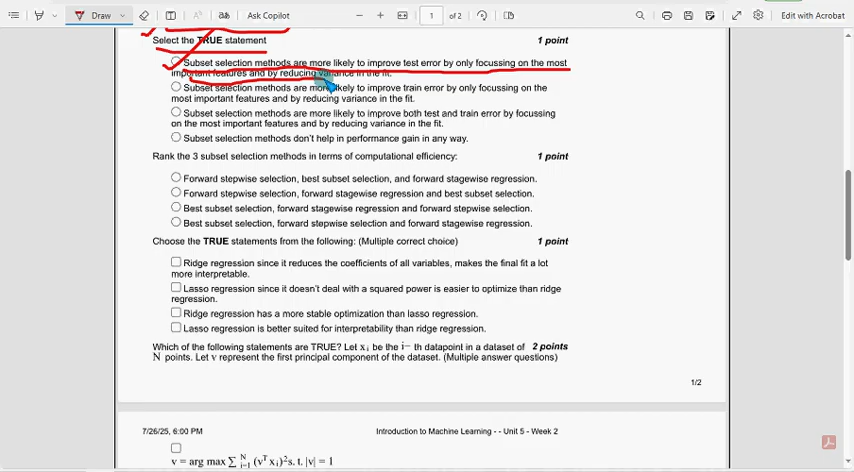 Draw
Ask Copilot
1
of 2
Edit with Acrobat
Select the TRUE statement
1 point
Subset selection methods are more likely to improve test error by only focussing on the most
important features and by reducing variance in the fit.
Subset selection methods are more likely to improve train error by only focussing on the
most important features and by reducing variance in the fit.
Subset selection methods are more likely to improve both test and train error by focussing
on the most important features and by reducing variance in the fit.
Subset selection methods don't help in performance gain in any way.
Rank the 3 subset selection methods in terms of computational efficiency:
1 point
Forward stepwise selection, best subset selection, and forward stagewise regression.
Forward stepwise selection, forward stagewise regression and best subset selection.
Best subset selection, forward stagewise regression and forward stepwise selection.
Best subset selection, forward stepwise selection and forward stagewise regression.
Choose the TRUE statements from the following: (Multiple correct choice)
1 point
Ridge regression since it reduces the coefficients of all variables, makes the final fit a lot
more interpretable.
Lasso regression since it doesn't deal with a squared power is easier to optimize than ridge
regression.
Ridge regression has a more stable optimization than lasso regression.
Lasso regression is better suited for interpretability than ridge regression.
Which of the following statements are TRUE? Let xᵢ be the i− th datapoint in a dataset of
2 points
N points. Let v represent the first principal component of the dataset. (Multiple answer questions)
1/2
7/26/25, 6:00 PM
Introduction to Machine Learning - - Unit 5 - Week 2
v = arg max ∑ᴺᵢ₌₁ (vᵀxᵢ)² s. t. |v| = 1